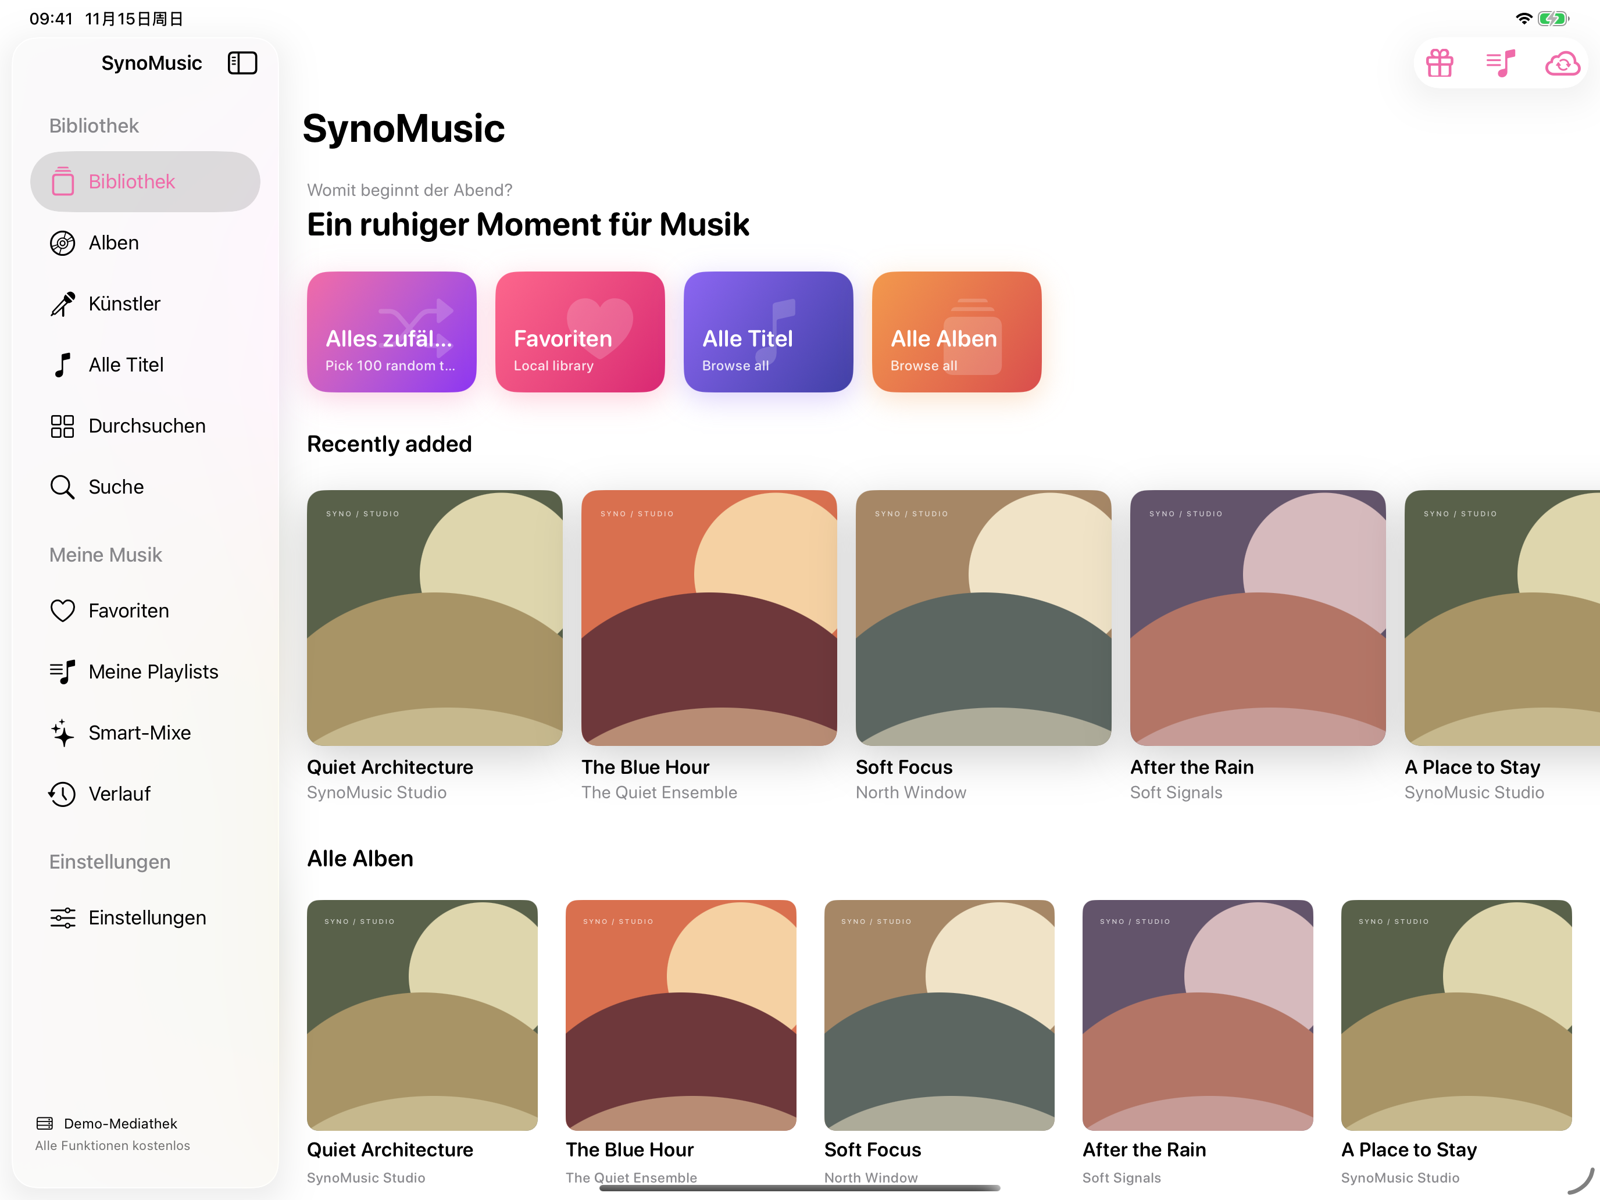 09:41 11月15日周日
SynoMusic
Bibliothek
Bibliothek
Alben
Künstler
Alle Titel
Durchsuchen
Suche
Meine Musik
Favoriten
Meine Playlists
Smart-Mixe
Verlauf
Einstellungen
Einstellungen
Demo-Mediathek
Alle Funktionen kostenlos
SynoMusic
Womit beginnt der Abend?
Ein ruhiger Moment für Musik
Alles zufäl...
Pick 100 random t...
Favoriten
Local library
Alle Titel
Browse all
Alle Alben
Browse all
Recently added
SYNO / STUDIO
SYNO / STUDIO
SYNO / STUDIO
SYNO / STUDIO
SYNO / STUDIO
Quiet Architecture
SynoMusic Studio
The Blue Hour
The Quiet Ensemble
Soft Focus
North Window
After the Rain
Soft Signals
A Place to Stay
SynoMusic Studio
Alle Alben
SYNO / STUDIO
SYNO / STUDIO
SYNO / STUDIO
SYNO / STUDIO
SYNO / STUDIO
Quiet Architecture
SynoMusic Studio
The Blue Hour
The Quiet Ensemble
Soft Focus
North Window
After the Rain
Soft Signals
A Place to Stay
SynoMusic Studio